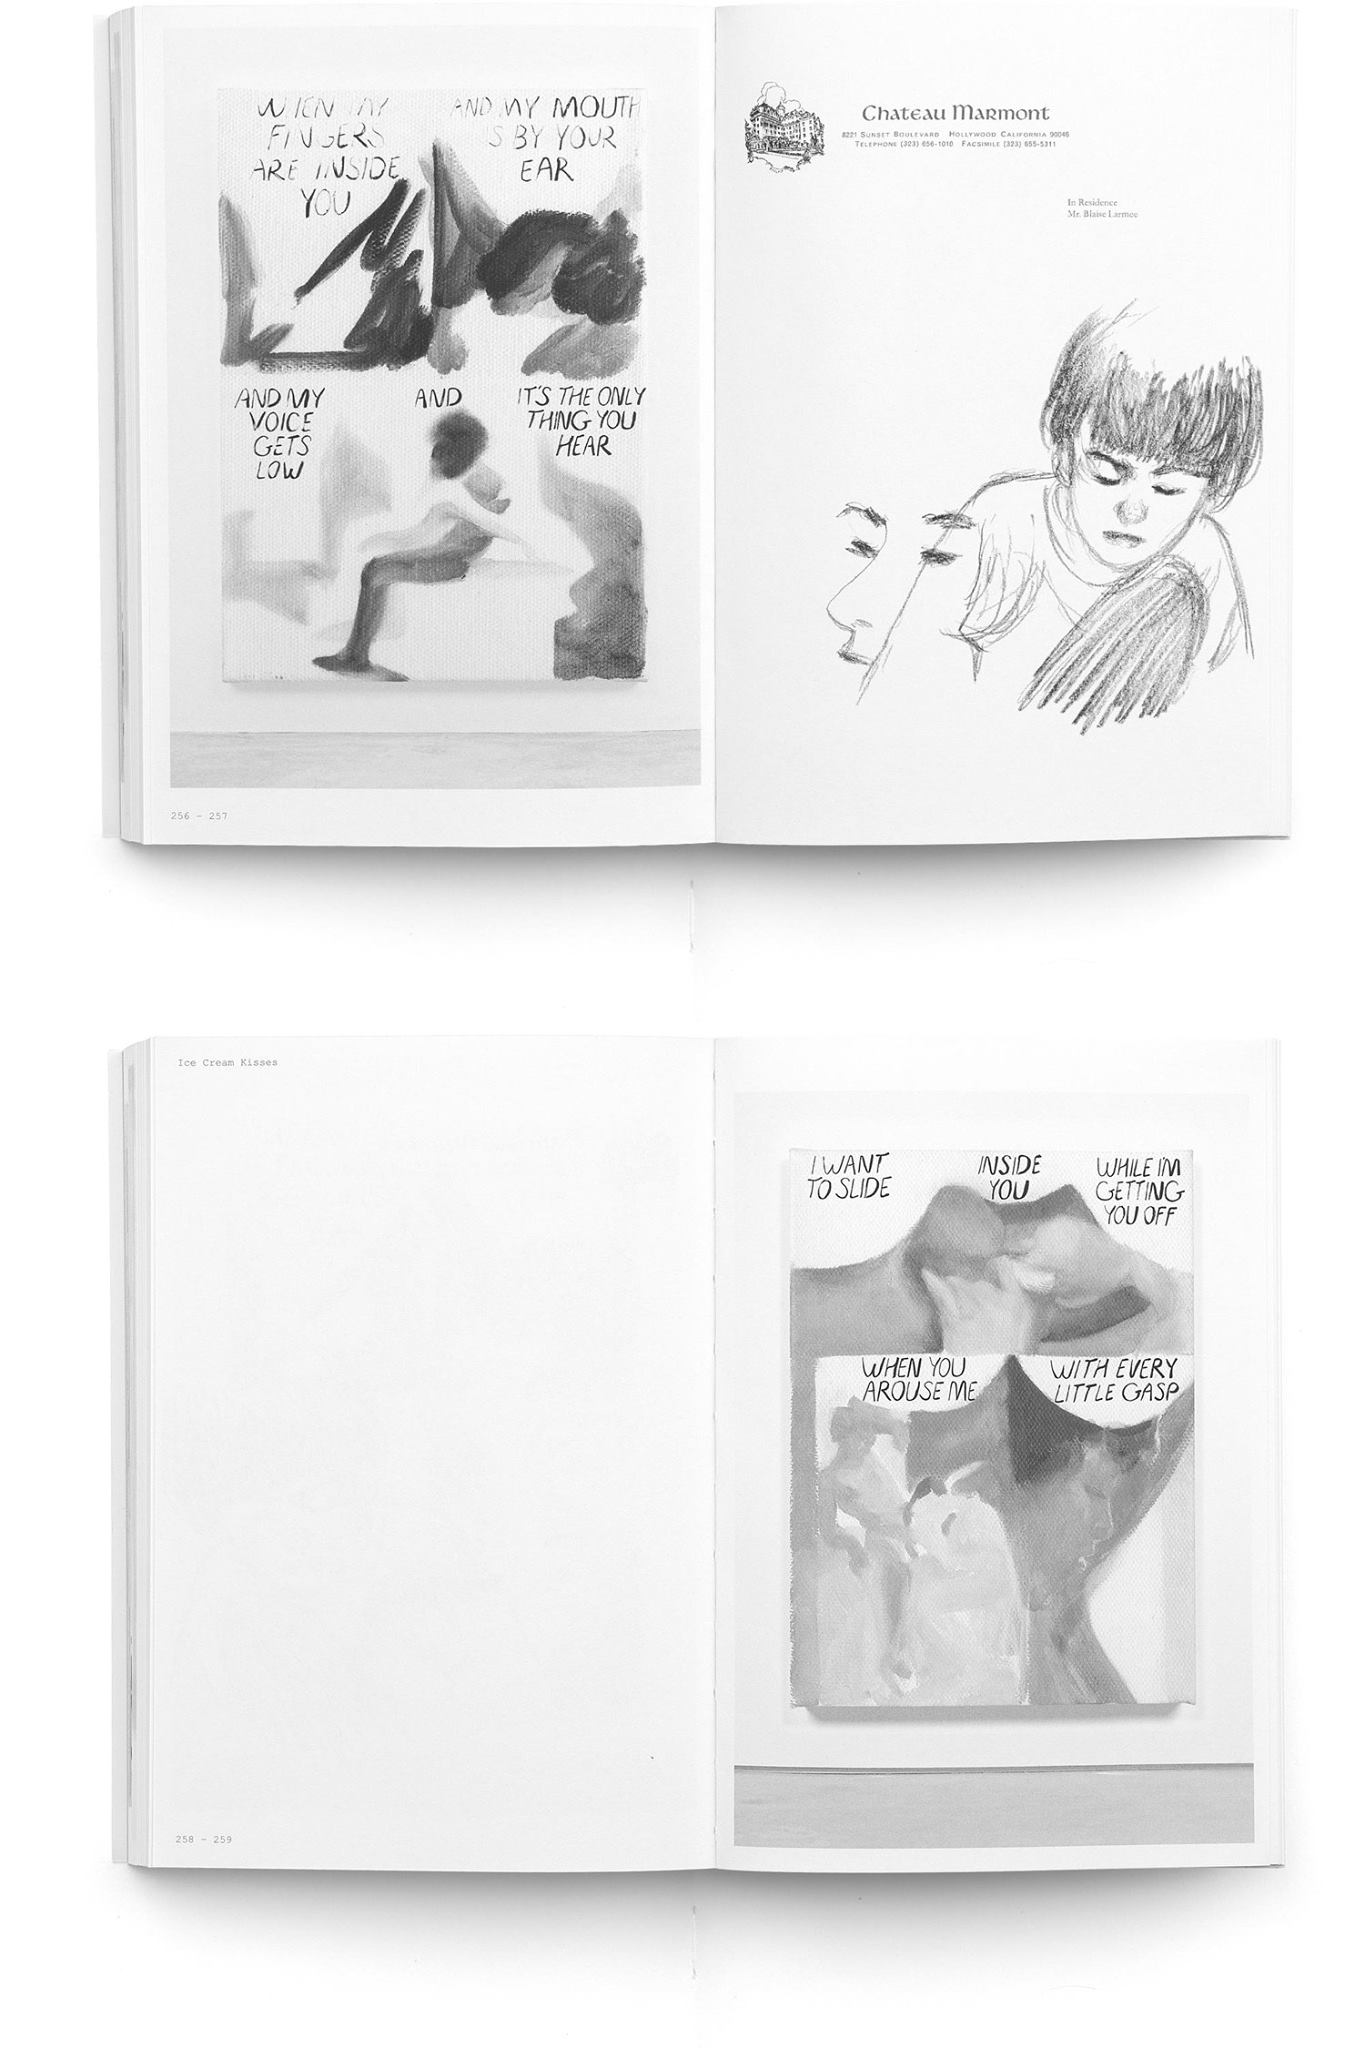 WHEN MY
FINGERS
ARE INSIDE
YOU
AND MY MOUTH
IS BY YOUR
EAR
AND MY
VOICE
GETS
LOW
AND
IT'S THE ONLY
THING YOU
HEAR
256 – 257
Chateau Marmont
8221 Sunset Boulevard Hollywood California 90046
Telephone (323) 656-1010 Facsimile (323) 655-5311
In Residence
Mr. Blaise Larmee
Ice Cream Kisses
I WANT
TO SLIDE
INSIDE
YOU
WHILE I'M
GETTING
YOU OFF
WHEN YOU
AROUSE ME
WITH EVERY
LITTLE GASP
258 – 259